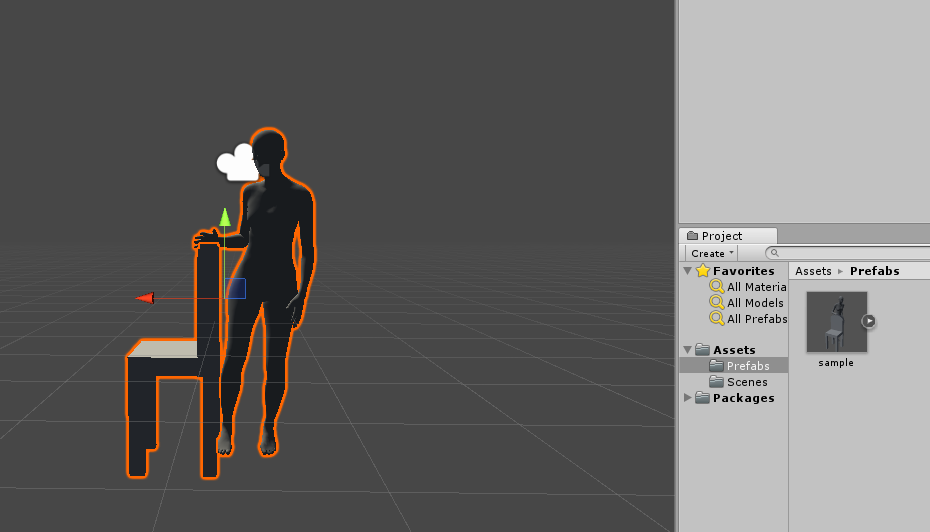 Project
Create
Favorites
All Materia
All Models
All Prefabs
Assets
Prefabs
Scenes
Packages
Assets ▸ Prefabs
sample